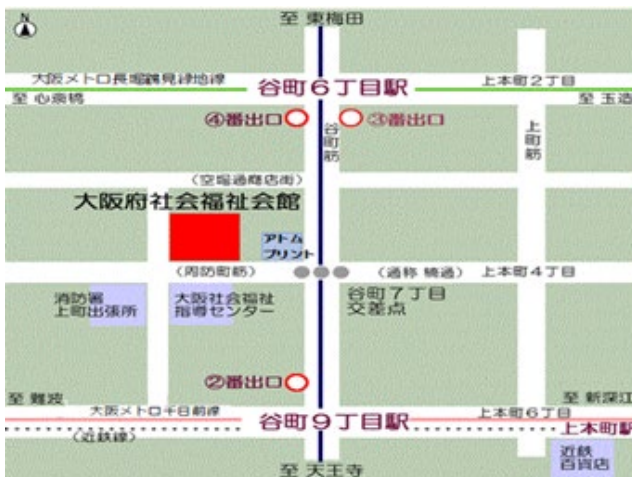 N
至 東梅田
大阪メトロ長堀鶴見緑地線
谷町6丁目駅
上本町2丁目
至 心斎橋
至 玉造
④番出口
③番出口
谷町筋
上町筋
(空堀通商店街)
大阪府社会福祉会館
アトム
プリント
(周防町筋)
(通称 楠通)
上本町4丁目
消防署
上町出張所
大阪社会福祉
指導センター
谷町7丁目
交差点
②番出口
至 難波
至 新深江
大阪メトロ千日前線
谷町9丁目駅
上本町6丁目
(近鉄線)
上本町駅
近鉄
百貨店
至 天王寺